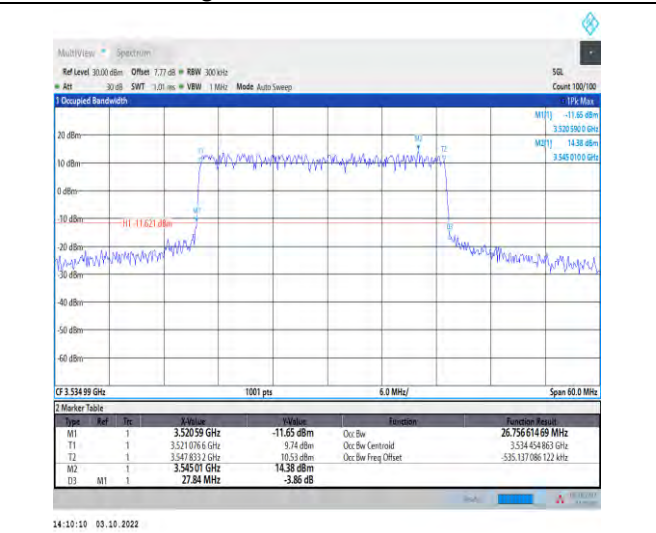 MultiView Spectrum
Ref Level 30.00 dBm Offset 7.77 dB RBW 300 kHz SGL
Att 30 dB SWT 1.01 ms VBW 1 MHz Mode Auto Sweep Count 100/100
1 Occupied Bandwidth 1Pk Max
M1[1] -11.65 dBm
3.520 590 0 GHz
M2[1] 14.38 dBm
3.545 010 0 GHz
20 dBm
M2
T1 T2
10 dBm
0 dBm
M1
-10 dBm
H1 -11.621 dBm
D3
-20 dBm
-30 dBm
-40 dBm
-50 dBm
-60 dBm
CF 3.534 99 GHz 1001 pts 6.0 MHz/ Span 60.0 MHz
2 Marker Table
Type Ref Trc X-Value Y-Value Function Function Result
M1 1 3.520 59 GHz -11.65 dBm Occ Bw 26.756 614 69 MHz
T1 1 3.521 076 6 GHz 9.74 dBm Occ Bw Centroid 3.534 454 863 GHz
T2 1 3.547 833 2 GHz 10.53 dBm Occ Bw Freq Offset -535.137 086 122 kHz
M2 1 3.545 01 GHz 14.38 dBm
D3 M1 1 27.84 MHz -3.86 dB
14:10:10 03.10.2022